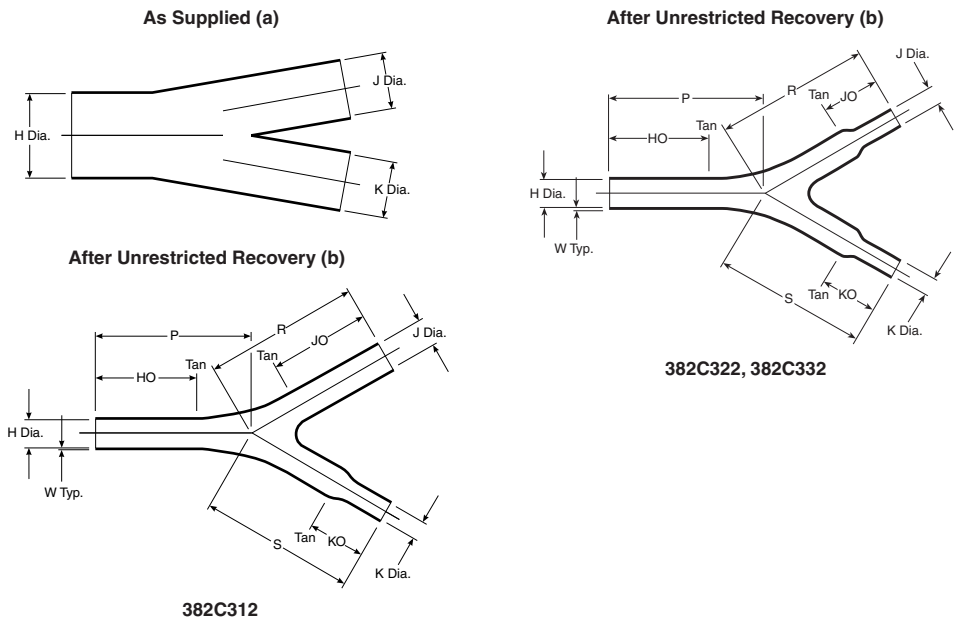 As Supplied (a)
H Dia.
J Dia.
K Dia.
After Unrestricted Recovery (b)
P
HO
Tan
R
Tan
JO
J Dia.
H Dia.
W Typ.
S
Tan
KO
K Dia.
382C322, 382C332
After Unrestricted Recovery (b)
P
HO
Tan
R
Tan
JO
J Dia.
H Dia.
W Typ.
S
Tan
KO
K Dia.
382C312